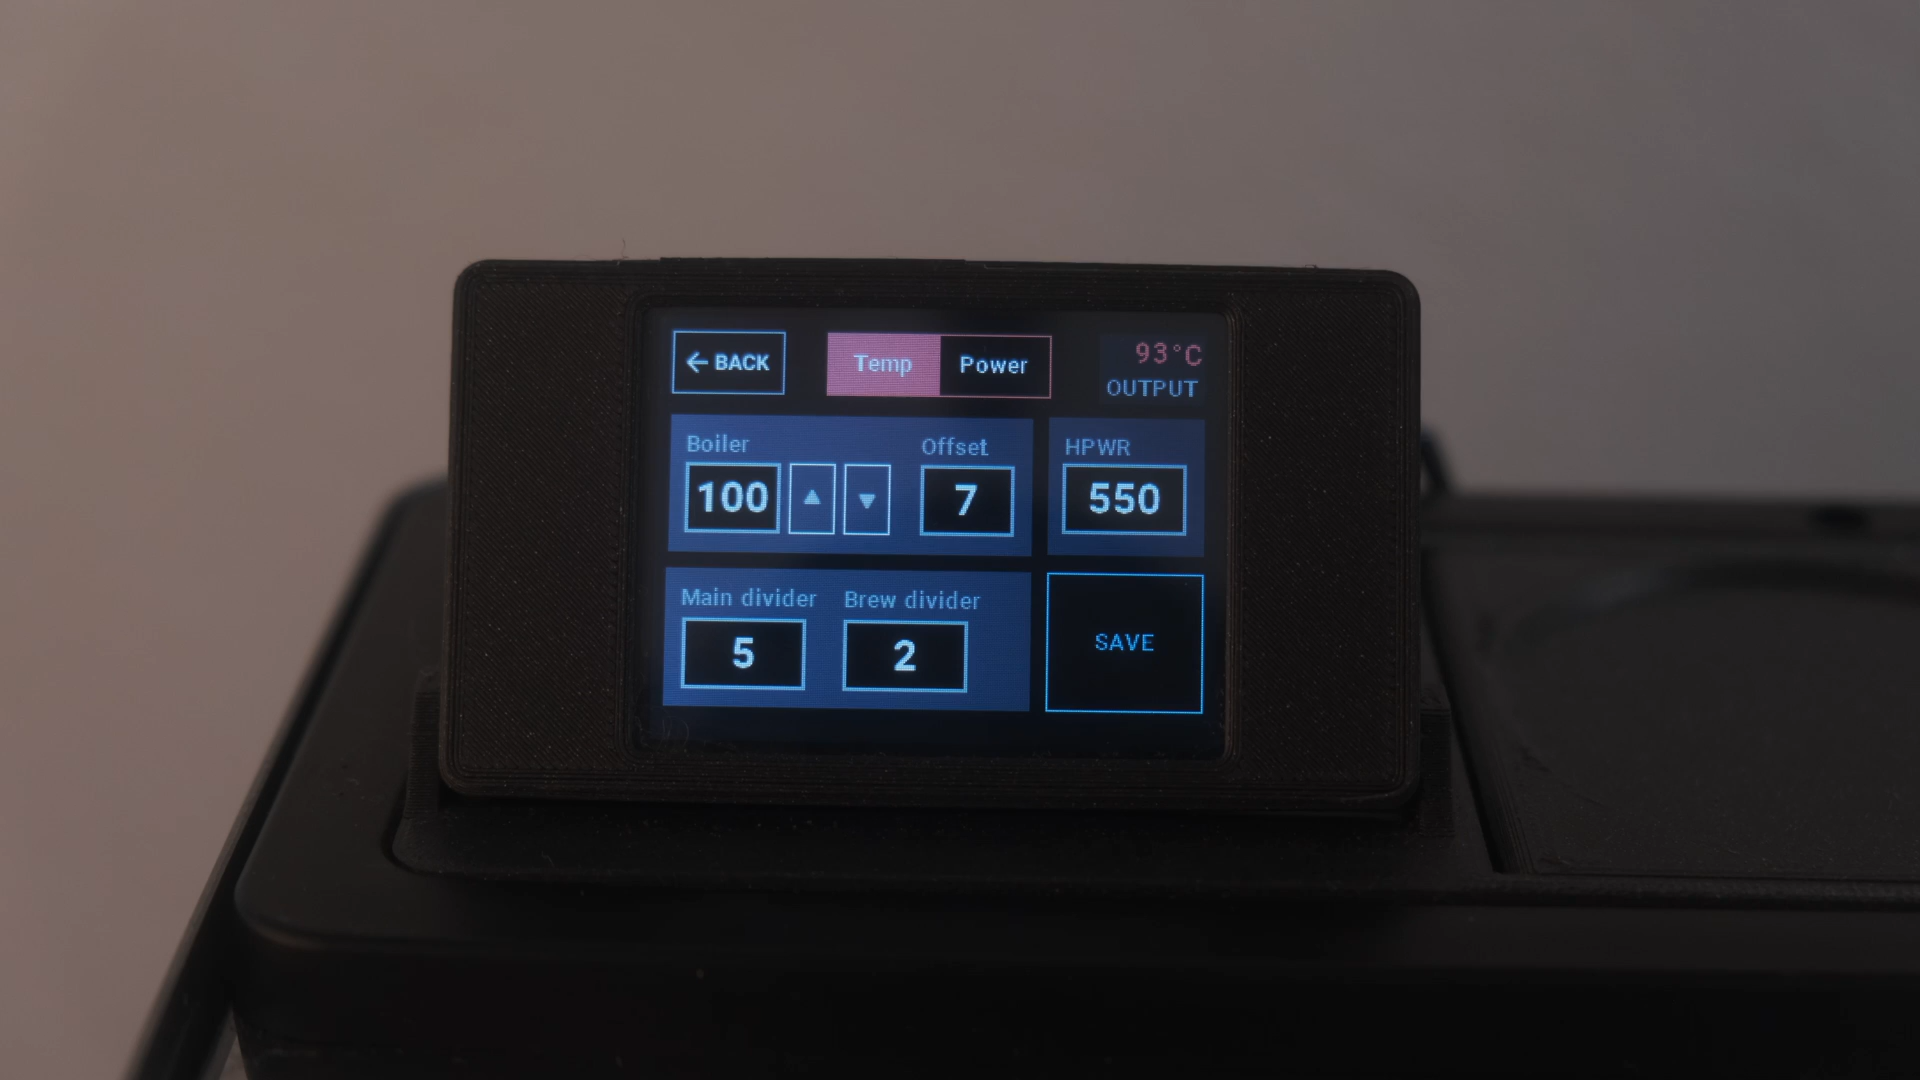 ← BACK
Temp
Power
93°C
OUTPUT
Boiler
Offset
HPWR
100
▲
▼
7
550
Main divider
Brew divider
5
2
SAVE